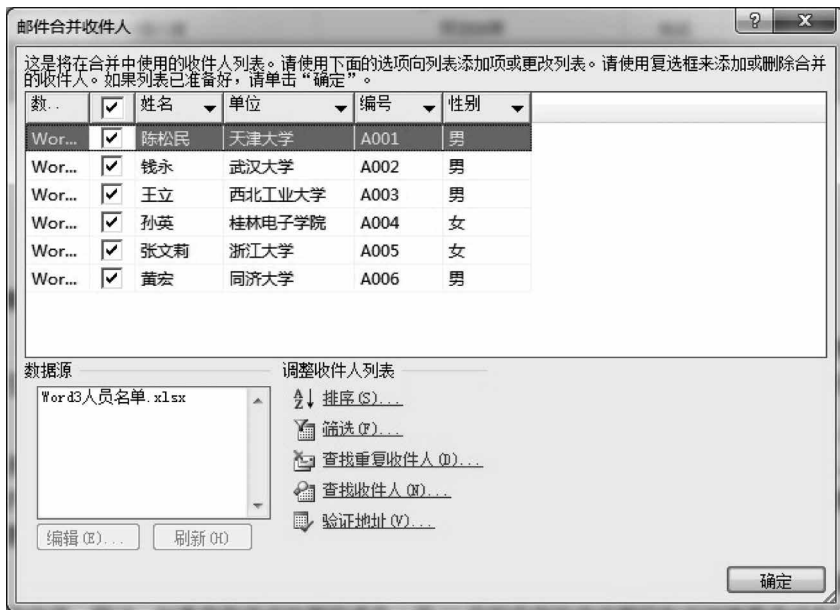 邮件合并收件人
这是将在合并中使用的收件人列表。请使用下面的选项向列表添加项或更改列表。请使用复选框来添加或删除合并
的收件人。如果列表已准备好，请单击“确定”。
数.. 姓名 单位 编号 性别
Wor... 陈松民 天津大学 A001 男
Wor... 钱永 武汉大学 A002 男
Wor... 王立 西北工业大学 A003 男
Wor... 孙英 桂林电子学院 A004 女
Wor... 张文莉 浙江大学 A005 女
Wor... 黄宏 同济大学 A006 男
数据源
Word3人员名单.xlsx
编辑(E)... 刷新(H)
调整收件人列表
排序(S)...
筛选(F)...
查找重复收件人(D)...
查找收件人(N)...
验证地址(V)...
确定